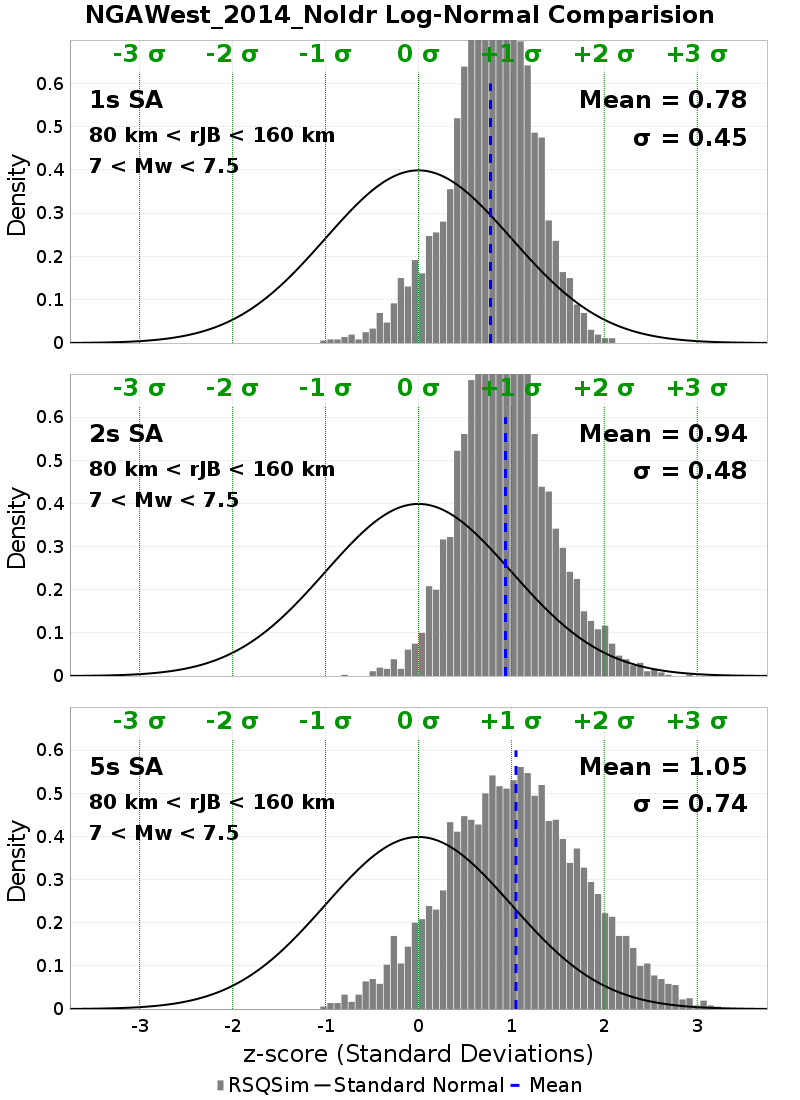 NGAWest_2014_NoIdr Log-Normal Comparision
-3 σ -2 σ -1 σ 0 σ +1 σ +2 σ +3 σ
1s SA
Mean = 0.78
80 km < rJB < 160 km
σ = 0.45
7 < Mw < 7.5
0.6
0.5
0.4
0.3
0.2
0.1
0
Density
-3 σ -2 σ -1 σ 0 σ +1 σ +2 σ +3 σ
2s SA
Mean = 0.94
80 km < rJB < 160 km
σ = 0.48
7 < Mw < 7.5
0.6
0.5
0.4
0.3
0.2
0.1
0
Density
-3 σ -2 σ -1 σ 0 σ +1 σ +2 σ +3 σ
5s SA
Mean = 1.05
80 km < rJB < 160 km
σ = 0.74
7 < Mw < 7.5
0.6
0.5
0.4
0.3
0.2
0.1
0
Density
-3 -2 -1 0 1 2 3
z-score (Standard Deviations)
RSQSim Standard Normal Mean